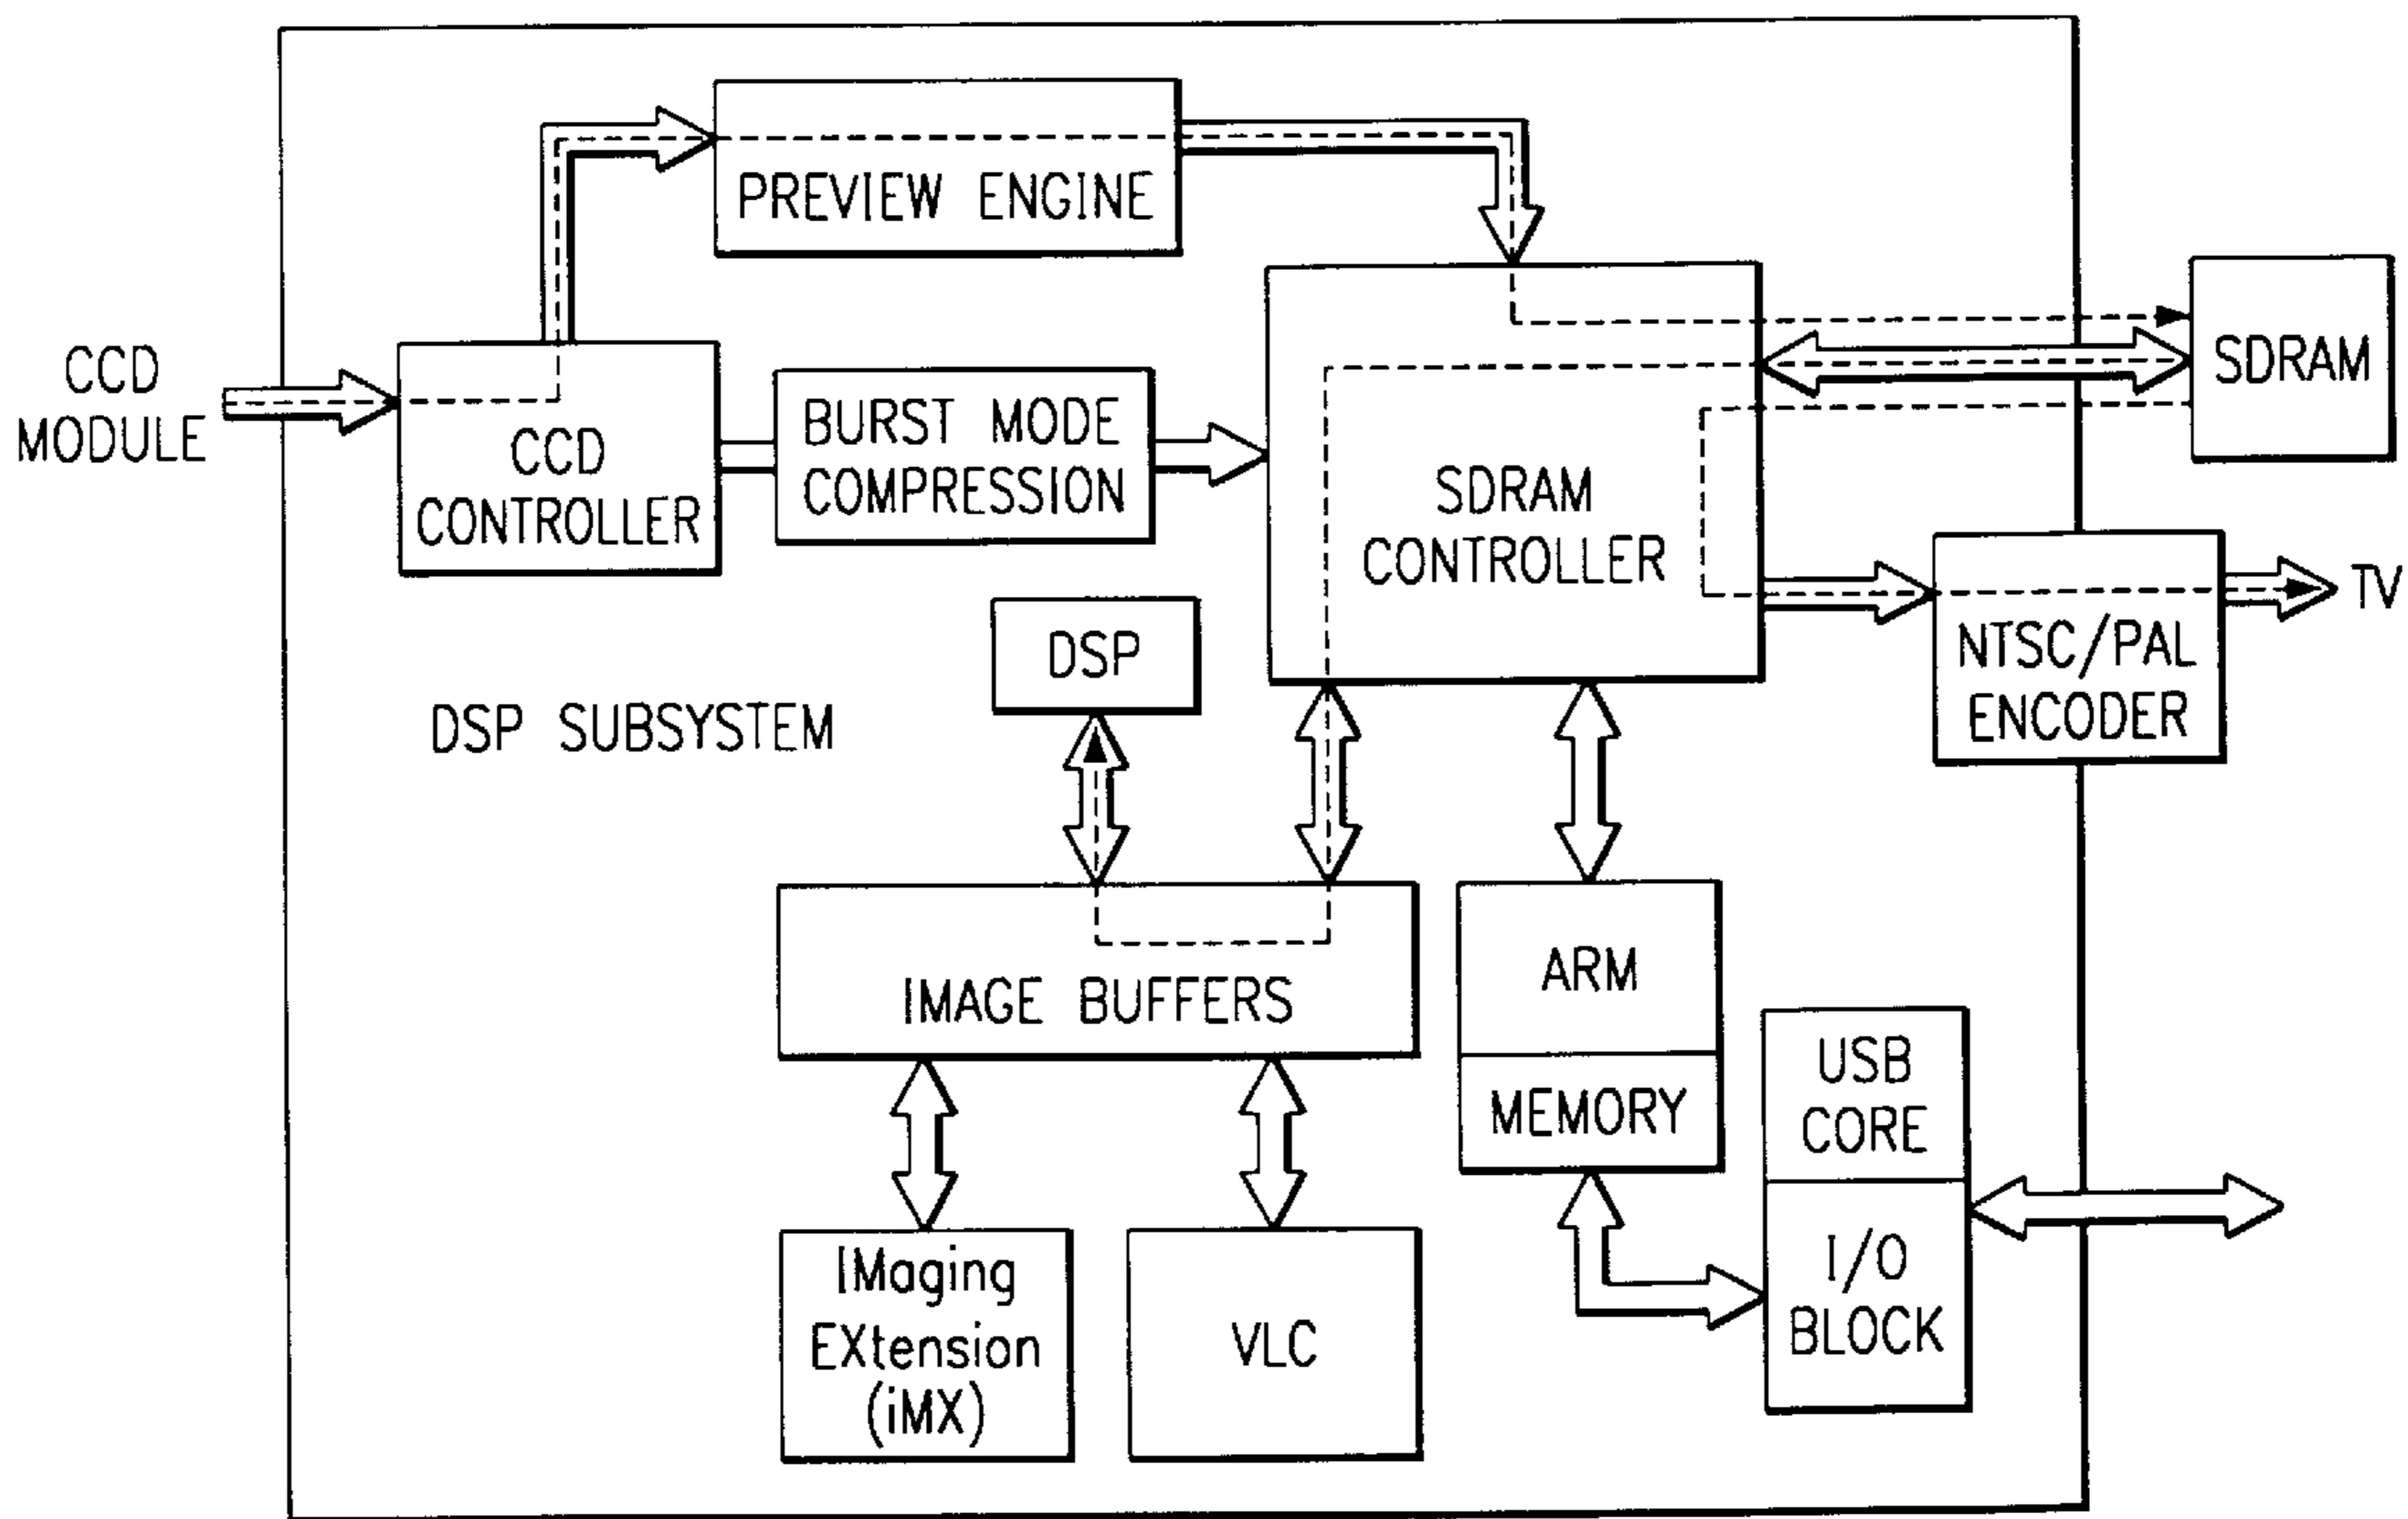 PREVIEW ENGINE
CCD
MODULE
CCD
CONTROLLER
BURST MODE
COMPRESSION
SDRAM
CONTROLLER
SDRAM
NTSC/PAL
ENCODER
TV
DSP
DSP SUBSYSTEM
IMAGE BUFFERS
ARM
MEMORY
USB
CORE
I/O
BLOCK
IMaging
EXtension
(iMX)
VLC